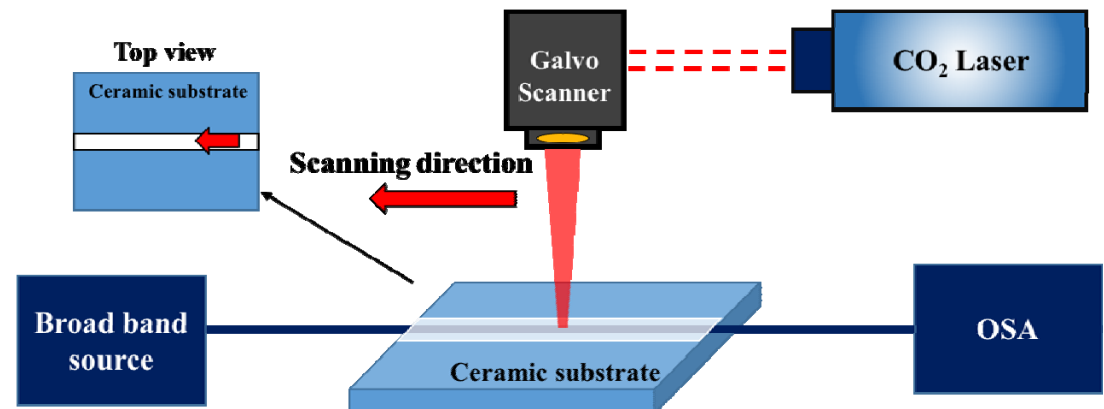 Top view
Ceramic substrate
Galvo
Scanner
CO₂ Laser
Scanning direction
Broad band
source
Ceramic substrate
OSA